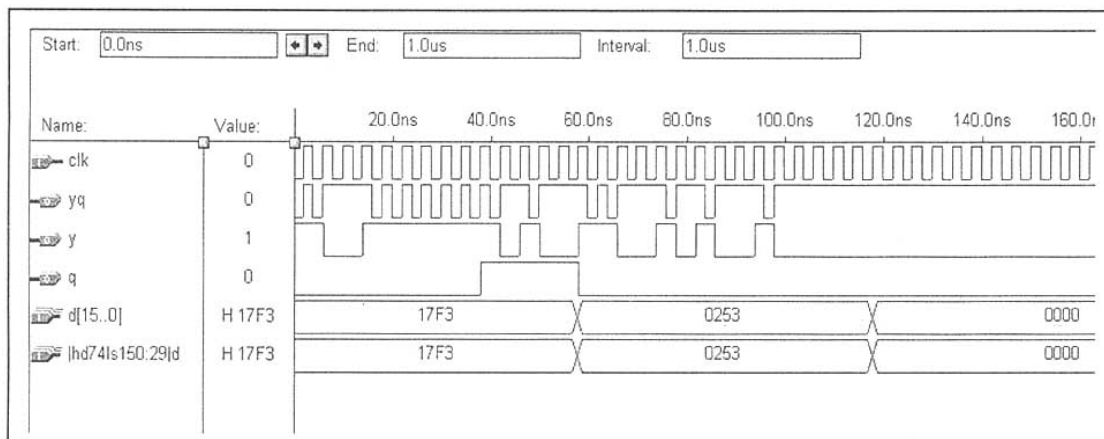 Start: 0.0ns End: 1.0us Interval: 1.0us
Name: Value: 20.0ns 40.0ns 60.0ns 80.0ns 100.0ns 120.0ns 140.0ns 160.0r
clk 0
yq 0
y 1
q 0
d[15..0] H 17F3 17F3 0253 0000
|hd74ls150:29|d H 17F3 17F3 0253 0000